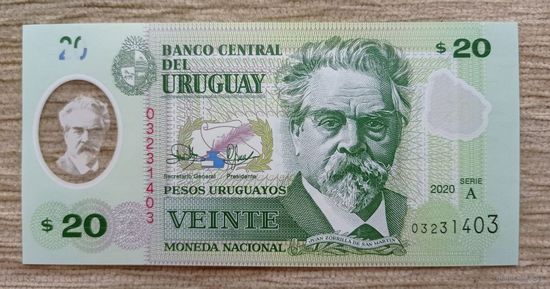 BANCO CENTRAL
DEL
URUGUAY
$ 20
20
03231403
Secretario General Presidente
PESOS URUGUAYOS
VEINTE
MONEDA NACIONAL
$ 20
JUAN ZORRILLA DE SAN MARTIN
2020 SERIE
A
03231403